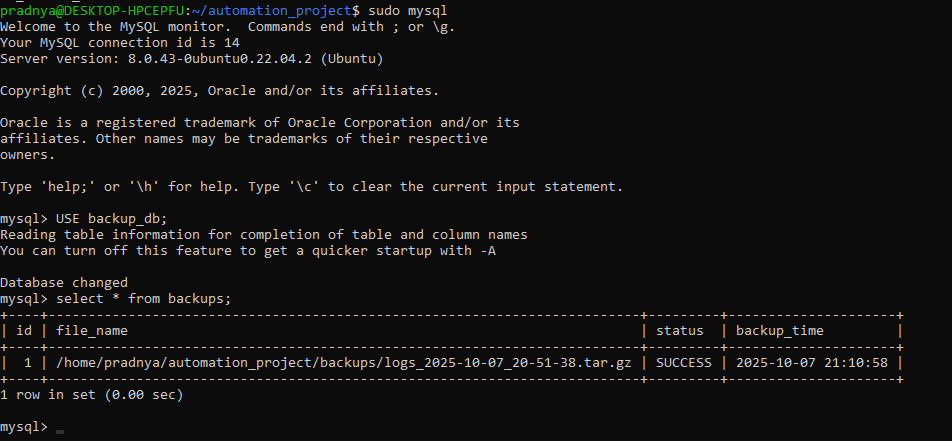 pradnya@DESKTOP-HPCEPFU:~/automation_project$ sudo mysql
Welcome to the MySQL monitor.  Commands end with ; or \g.
Your MySQL connection id is 14
Server version: 8.0.43-0ubuntu0.22.04.2 (Ubuntu)

Copyright (c) 2000, 2025, Oracle and/or its affiliates.

Oracle is a registered trademark of Oracle Corporation and/or its
affiliates. Other names may be trademarks of their respective
owners.

Type 'help;' or '\h' for help. Type '\c' to clear the current input statement.

mysql> USE backup_db;
Reading table information for completion of table and column names
You can turn off this feature to get a quicker startup with -A

Database changed
mysql> select * from backups;
+----+--------------------------------------------------------------------------+---------+---------------------+
| id | file_name                                                                | status  | backup_time         |
+----+--------------------------------------------------------------------------+---------+---------------------+
|  1 | /home/pradnya/automation_project/backups/logs_2025-10-07_20-51-38.tar.gz | SUCCESS | 2025-10-07 21:10:58 |
+----+--------------------------------------------------------------------------+---------+---------------------+
1 row in set (0.00 sec)

mysql> _